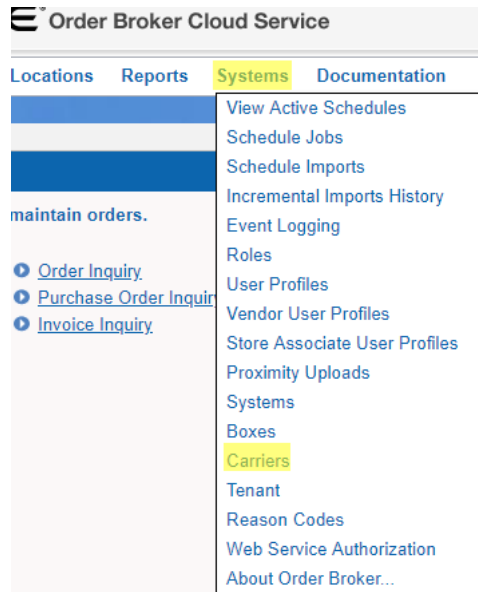 Order Broker Cloud Service
Locations Reports Systems Documentation
View Active Schedules
Schedule Jobs
Schedule Imports
Incremental Imports History
maintain orders.
Event Logging
Roles
Order Inquiry
User Profiles
Purchase Order Inquir
Vendor User Profiles
Invoice Inquiry
Store Associate User Profiles
Proximity Uploads
Systems
Boxes
Carriers
Tenant
Reason Codes
Web Service Authorization
About Order Broker...